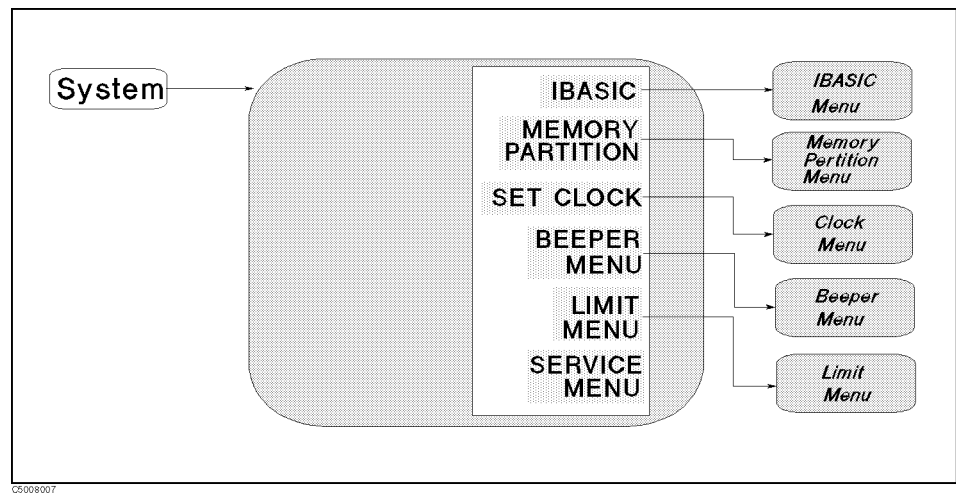 System
IBASIC
MEMORY
PARTITION
SET CLOCK
BEEPER
MENU
LIMIT
MENU
SERVICE
MENU
IBASIC
Menu
Memory
Pertition
Menu
Clock
Menu
Beeper
Menu
Limit
Menu
C5008007